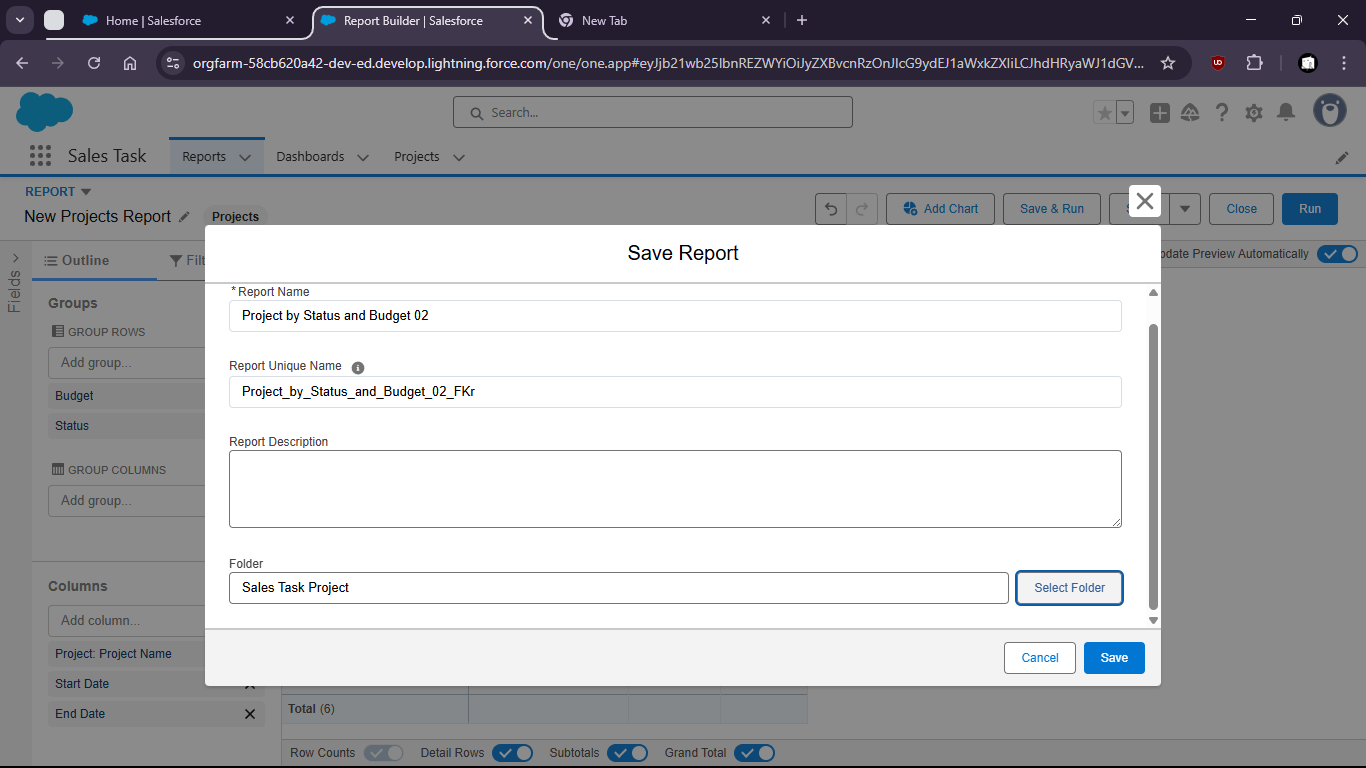 Home | Salesforce
Report Builder | Salesforce
New Tab
orgfarm-58cb620a42-dev-ed.develop.lightning.force.com/one/one.app#eyJjb21wb25lbnREZWYiOiJyZXBvcnRzOnJlcG9ydEJ1aWxkZXIiLCJhdHRyaWJ1dGV...
Search...
Sales Task
Reports
Dashboards
Projects
REPORT
New Projects Report
Projects
Add Chart
Save & Run
Close
Run
Fields
Outline
Update Preview Automatically
Groups
GROUP ROWS
Add group...
Budget
Status
GROUP COLUMNS
Add group...
Columns
Add column...
Project: Project Name
Start Date
End Date
Save Report
* Report Name
Project by Status and Budget 02
Report Unique Name
Project_by_Status_and_Budget_02_FKr
Report Description
Folder
Sales Task Project
Select Folder
Cancel
Save
Total (6)
Row Counts
Detail Rows
Subtotals
Grand Total